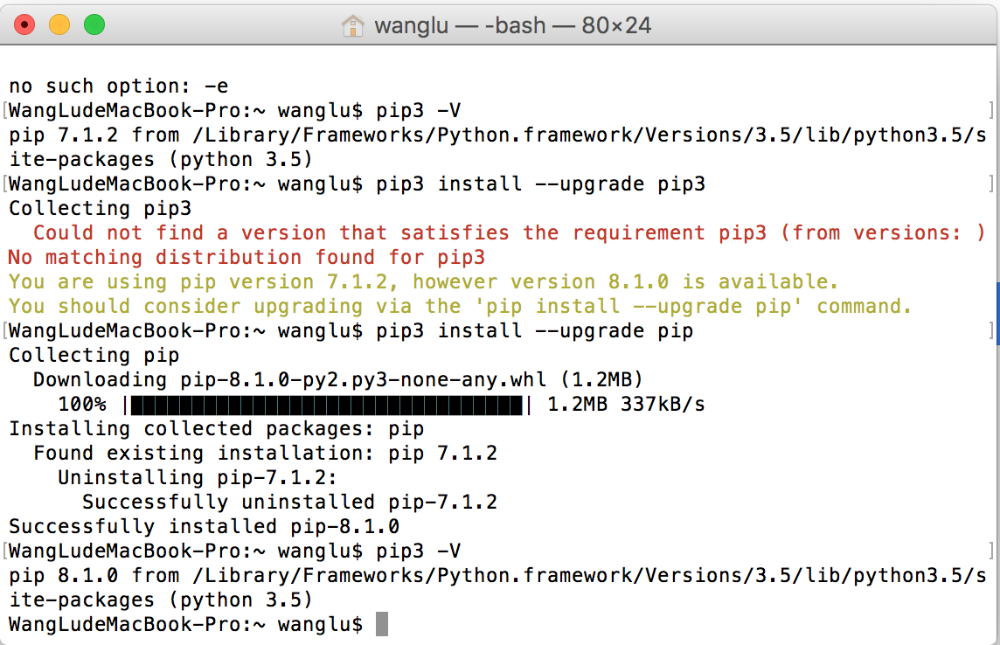 wanglu — -bash — 80×24
no such option: -e
[WangLudeMacBook-Pro:~ wanglu$ pip3 -V ]
pip 7.1.2 from /Library/Frameworks/Python.framework/Versions/3.5/lib/python3.5/s
ite-packages (python 3.5)
[WangLudeMacBook-Pro:~ wanglu$ pip3 install --upgrade pip3 ]
Collecting pip3
  Could not find a version that satisfies the requirement pip3 (from versions: )
No matching distribution found for pip3
You are using pip version 7.1.2, however version 8.1.0 is available.
You should consider upgrading via the 'pip install --upgrade pip' command.
[WangLudeMacBook-Pro:~ wanglu$ pip3 install --upgrade pip ]
Collecting pip
  Downloading pip-8.1.0-py2.py3-none-any.whl (1.2MB)
    100% |████████████████████████████████| 1.2MB 337kB/s
Installing collected packages: pip
  Found existing installation: pip 7.1.2
    Uninstalling pip-7.1.2:
      Successfully uninstalled pip-7.1.2
Successfully installed pip-8.1.0
[WangLudeMacBook-Pro:~ wanglu$ pip3 -V ]
pip 8.1.0 from /Library/Frameworks/Python.framework/Versions/3.5/lib/python3.5/s
ite-packages (python 3.5)
WangLudeMacBook-Pro:~ wanglu$